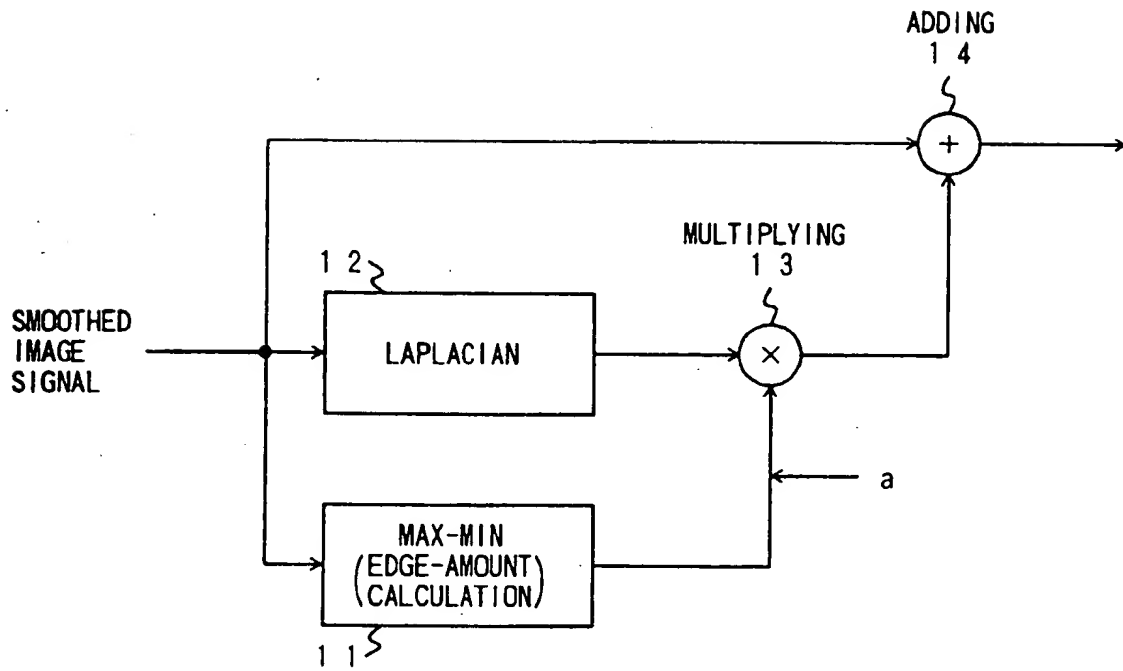 ADDING
1 4
MULTIPLYING
1 3
1 2
SMOOTHED
IMAGE
SIGNAL
LAPLACIAN
+
×
a
MAX-MIN
(EDGE-AMOUNT
CALCULATION)
1 1